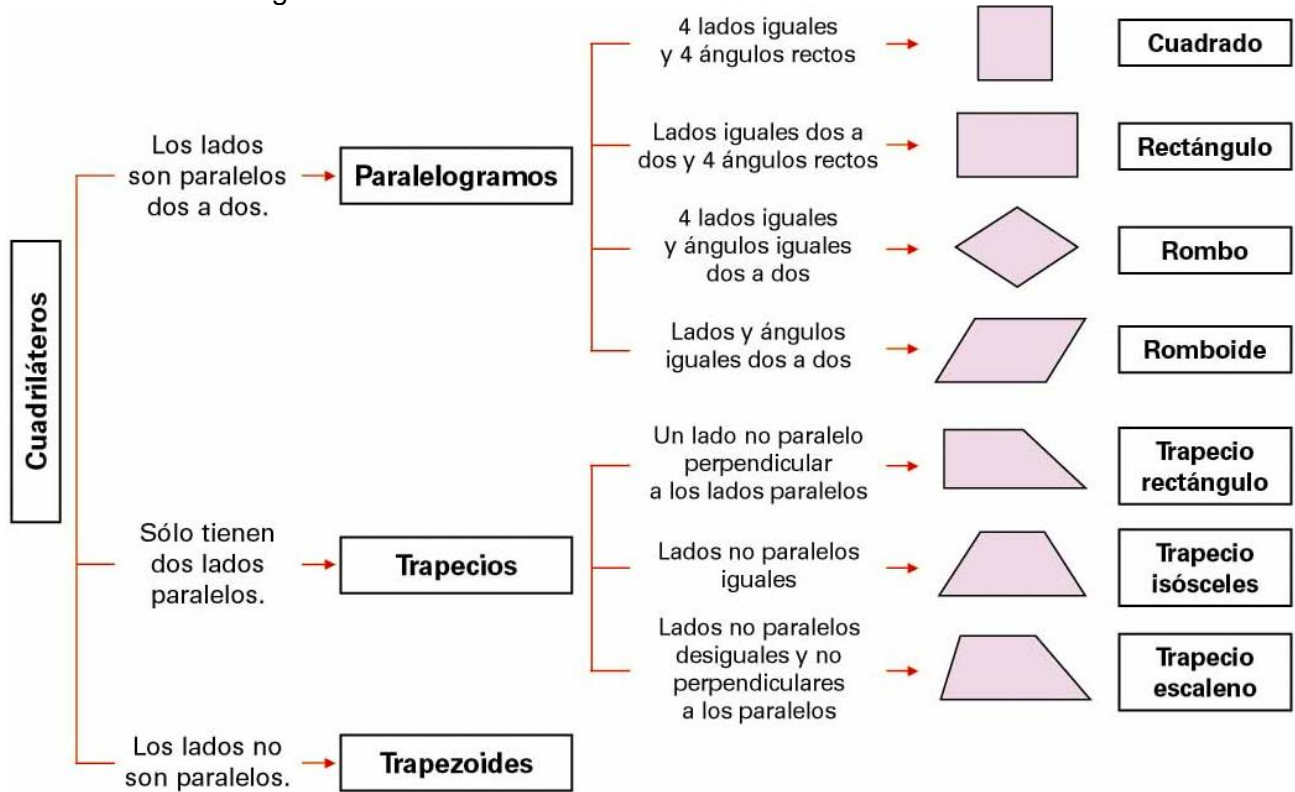 4 lados iguales
y 4 ángulos rectos
Cuadrado
Los lados
son paralelos
dos a dos.
Paralelogramos
Lados iguales dos a
dos y 4 ángulos rectos
Rectángulo
4 lados iguales
y ángulos iguales
dos a dos
Rombo
Lados y ángulos
iguales dos a dos
Romboide
Cuadriláteros
Un lado no paralelo
perpendicular
a los lados paralelos
Trapecio
rectángulo
Sólo tienen
dos lados
paralelos.
Trapecios
Lados no paralelos
iguales
Trapecio
isósceles
Lados no paralelos
desiguales y no
perpendiculares
a los paralelos
Trapecio
escaleno
Los lados no
son paralelos.
Trapezoides